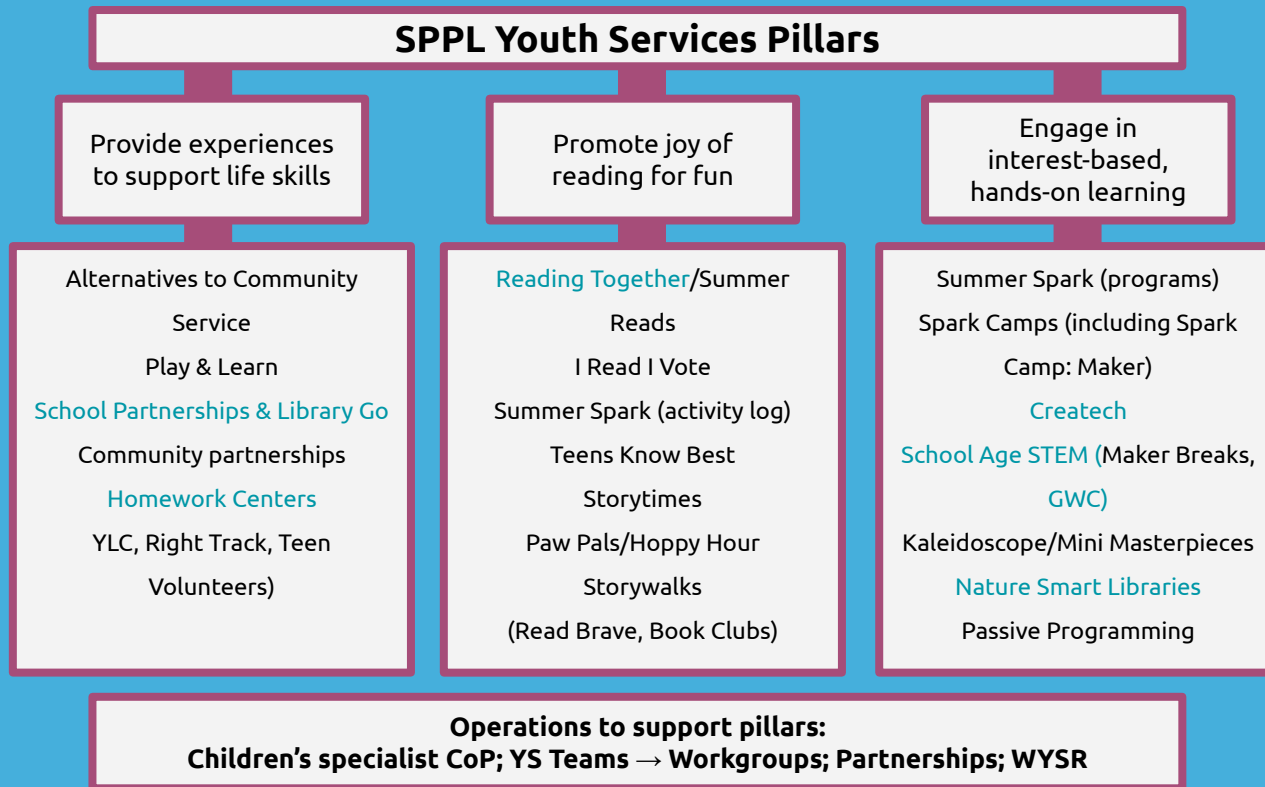 SPPL Youth Services Pillars
Provide experiences
to support life skills
Alternatives to Community
Service
Play & Learn
School Partnerships & Library Go
Community partnerships
Homework Centers
YLC, Right Track, Teen
Volunteers)
Promote joy of
reading for fun
Reading Together/Summer
Reads
I Read I Vote
Summer Spark (activity log)
Teens Know Best
Storytimes
Paw Pals/Hoppy Hour
Storywalks
(Read Brave, Book Clubs)
Engage in
interest-based,
hands-on learning
Summer Spark (programs)
Spark Camps (including Spark
Camp: Maker)
Createch
School Age STEM (Maker Breaks,
GWC)
Kaleidoscope/Mini Masterpieces
Nature Smart Libraries
Passive Programming
Operations to support pillars:
Children’s specialist CoP; YS Teams → Workgroups; Partnerships; WYSR